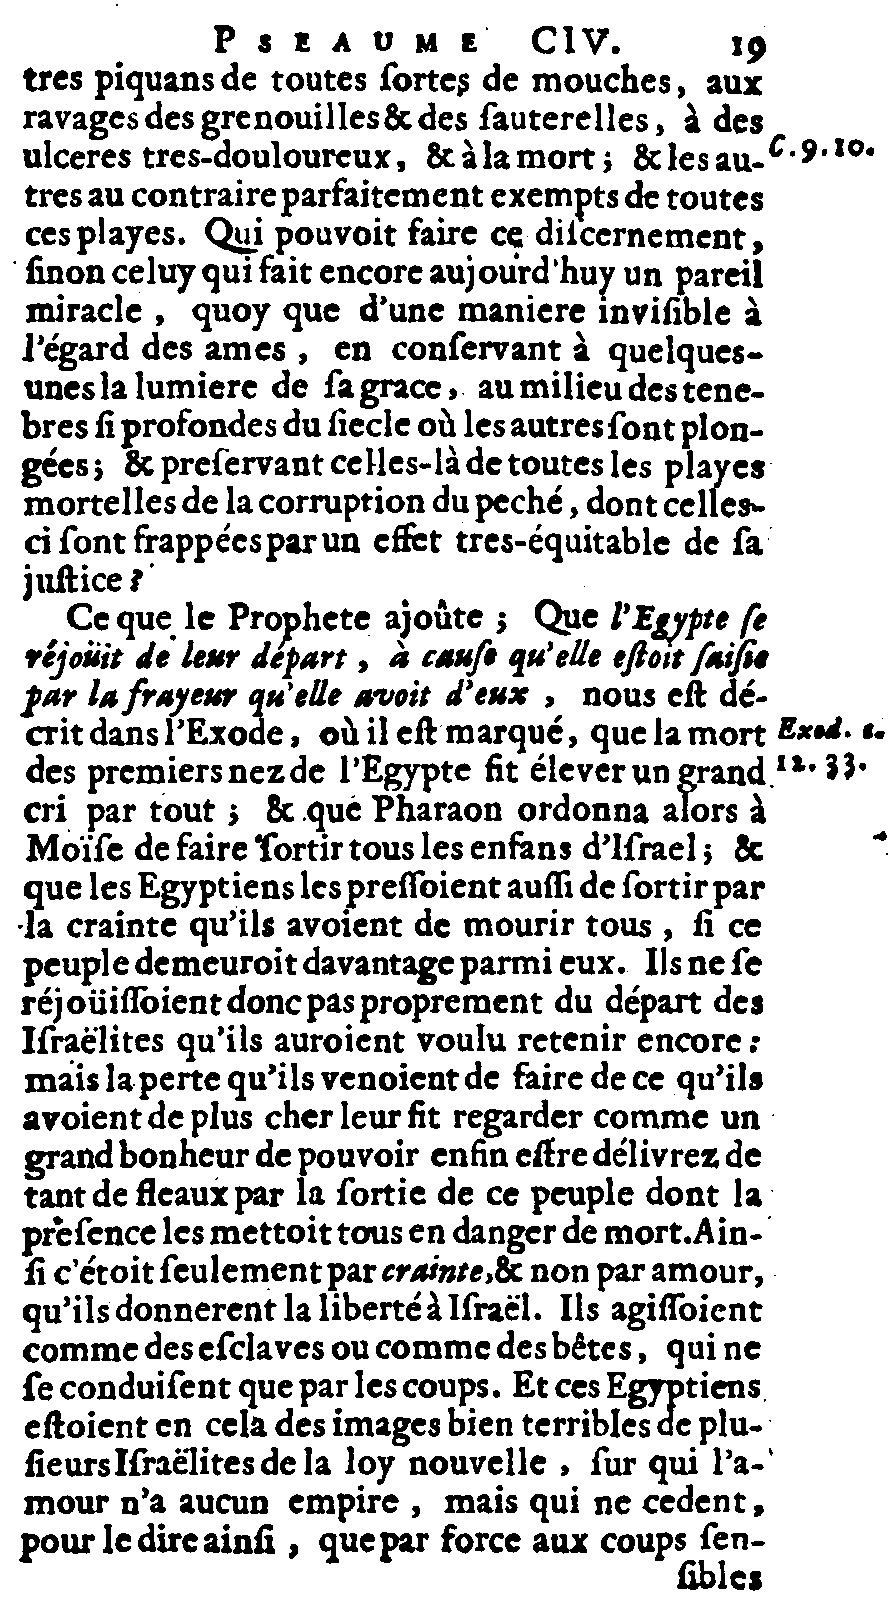 PSEAUME CIV. 19
tres piquans de toutes ſortes de mouches, aux
ravages des grenouilles & des ſauterelles, à des
ulceres tres-douloureux, & à la mort; & les au- C. 9. 10.
tres au contraire parfaitement exempts de toutes
ces playes. Qui pouvoit faire ce diſcernement,
ſinon celuy qui fait encore aujourd'huy un pareil
miracle, quoy que d'une maniere inviſible à
l'égard des ames, en conſervant à quelques-
unes la lumiere de ſa grace, au milieu des tene-
bres ſi profondes du ſiecle où les autres ſont plon-
gées; & preſervant celles-là de toutes les playes
mortelles de la corruption du peché, dont celles-
ci ſont frappées par un effet tres-équitable de ſa
juſtice?
Ce que le Prophete ajoûte; Que l'Egypte ſe
réjoüit de leur départ, à cauſe qu'elle eſtoit ſaiſie
par la frayeur qu'elle avoit d'eux, nous eſt dé-
crit dans l'Exode, où il eſt marqué, que la mort Exod. c.
des premiers nez de l'Egypte fit élever un grand 12. 33.
cri par tout; & que Pharaon ordonna alors à
Moïſe de faire ſortir tous les enfans d'Iſrael; &
que les Egyptiens les preſſoient auſſi de ſortir par
la crainte qu'ils avoient de mourir tous, ſi ce
peuple demeuroit davantage parmi eux. Ils ne ſe
réjoüiſſoient donc pas proprement du départ des
Iſraëlites qu'ils auroient voulu retenir encore:
mais la perte qu'ils venoient de faire de ce qu'ils
avoient de plus cher leur fit regarder comme un
grand bonheur de pouvoir enfin eſtre délivrez de
tant de fleaux par la ſortie de ce peuple dont la
preſence les mettoit tous en danger de mort. Ain-
ſi c'étoit ſeulement par crainte, & non par amour,
qu'ils donnerent la liberté à Iſraël. Ils agiſſoient
comme des eſclaves ou comme des bêtes, qui ne
ſe conduiſent que par les coups. Et ces Egyptiens
eſtoient en cela des images bien terribles de plu-
ſieurs Iſraëlites de la loy nouvelle, ſur qui l'a-
mour n'a aucun empire, mais qui ne cedent,
pour le dire ainſi, que par force aux coups ſen-
ſibles